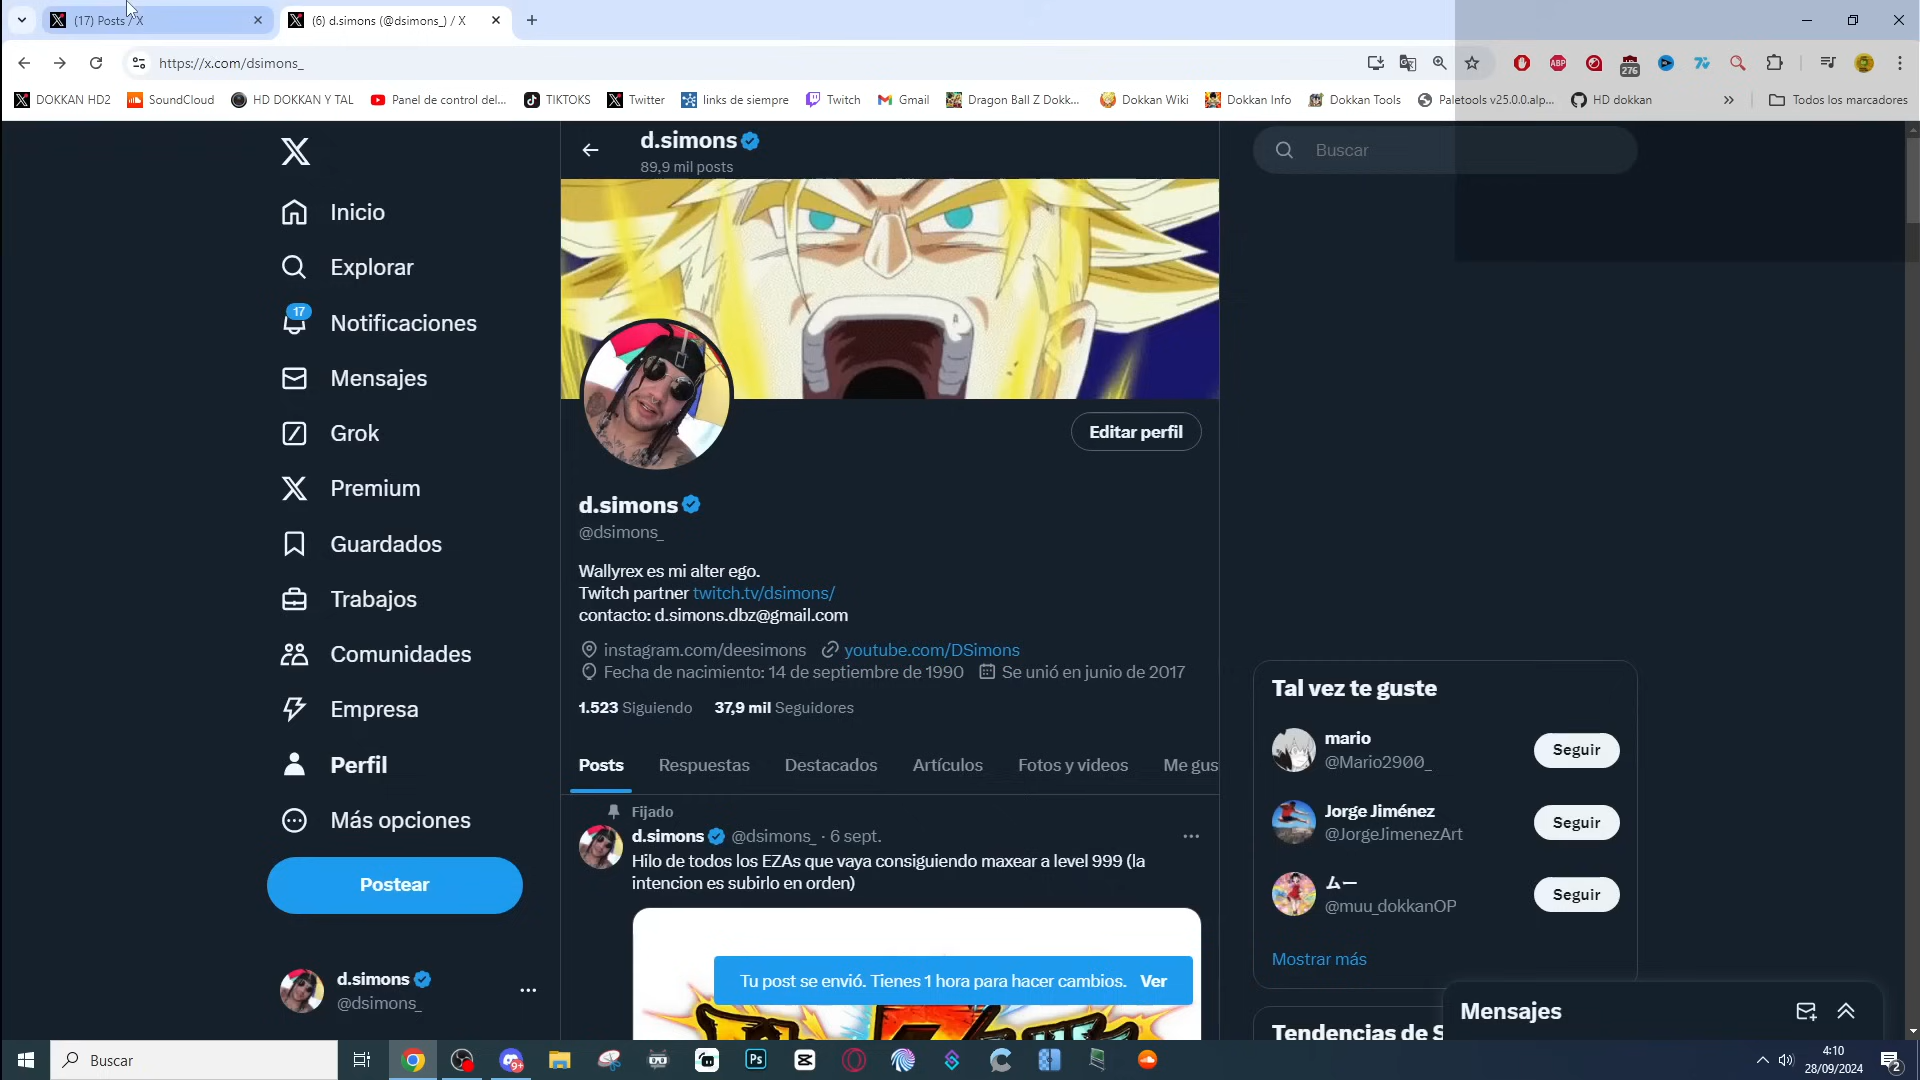 (17) Posts / X
(6) d.simons (@dsimons_) / X
https://x.com/dsimons_
276
DOKKAN HD2
SoundCloud
HD DOKKAN Y TAL
Panel de control del...
TIKTOKS
Twitter
links de siempre
Twitch
Gmail
Dragon Ball Z Dokk...
Dokkan Wiki
Dokkan Info
Dokkan Tools
Paletools v25.0.0.alp...
HD dokkan
Todos los marcadores
ABP
Inicio
Explorar
17
Notificaciones
Mensajes
Grok
Premium
Guardados
Trabajos
Comunidades
Empresa
Perfil
Más opciones
Postear
d.simons
@dsimons_
d.simons
89,9 mil posts
Editar perfil
d.simons
@dsimons_
Wallyrex es mi alter ego.
Twitch partner twitch.tv/dsimons/
contacto: d.simons.dbz@gmail.com
instagram.com/deesimons youtube.com/DSimons
Fecha de nacimiento: 14 de septiembre de 1990 Se unió en junio de 2017
1.523 Siguiendo 37,9 mil Seguidores
Posts Respuestas Destacados Artículos Fotos y videos Me gus
Fijado
d.simons @dsimons_ · 6 sept.
Hilo de todos los EZAs que vaya consiguiendo maxear a level 999 (la
intencion es subirlo en orden)
Tu post se envió. Tienes 1 hora para hacer cambios. Ver
Buscar
Tal vez te guste
mario
@Mario2900_
Seguir
Jorge Jiménez
@JorgeJimenezArt
Seguir
ムー
@muu_dokkanOP
Seguir
Mostrar más
Tendencias de S
Mensajes
Buscar
9+
Ps
4:10
28/09/2024
2